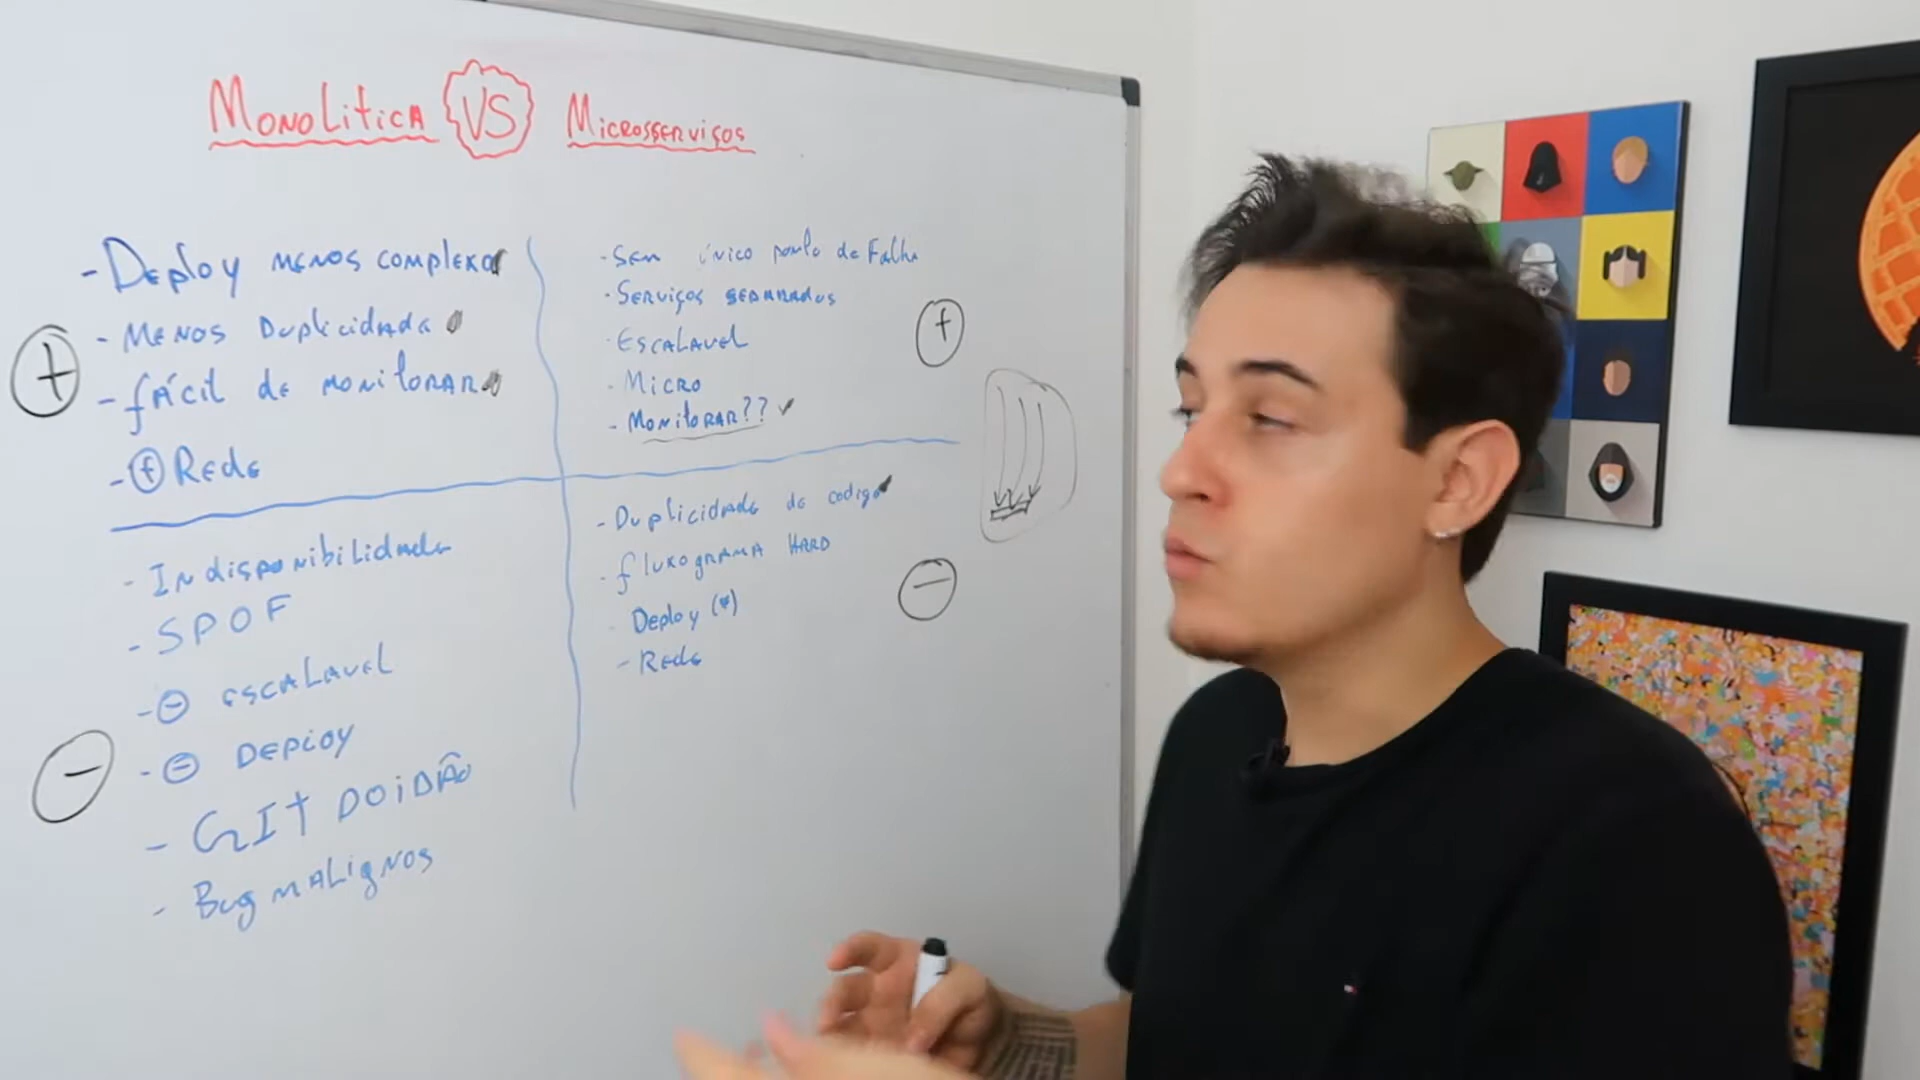 MONOLITICA VS MICROSSERVIÇOS
- DEPLOY MENOS COMPLEXO
- MENOS DUPLICIDADE
- FÁCIL DE MONITORAR
- + REDE
- INDISPONIBILIDADE
- SPOF
- - ESCALAVEL
- - DEPLOY
- GIT DOIDÃO
- BUG MALIGNOS
- SEM ÚNICO PONTO DE FALHA
- SERVIÇOS SEPARADOS
- ESCALAVEL
- MICRO
- MONITORAR??
- DUPLICIDADE DE CODIGO
- FLUXOGRAMA HARD
- DEPLOY (*)
- REDE
+
-
+
-